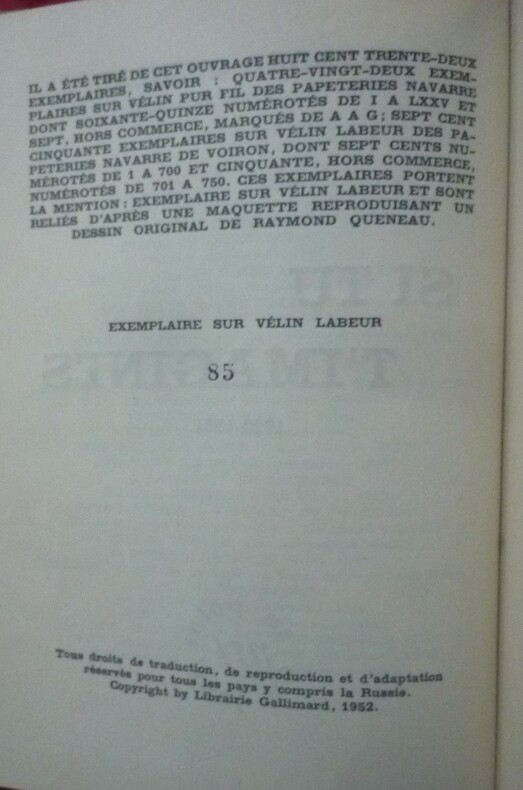 IL A ÉTÉ TIRÉ DE CET OUVRAGE HUIT CENT TRENTE-DEUX
EXEMPLAIRES, SAVOIR : QUATRE-VINGT-DEUX EXEM-
PLAIRES SUR VÉLIN PUR FIL DES PAPETERIES NAVARRE
DONT SOIXANTE-QUINZE NUMÉROTÉS DE I A LXXV ET
SEPT, HORS COMMERCE, MARQUÉS DE A A G; SEPT CENT
CINQUANTE EXEMPLAIRES SUR VÉLIN LABEUR DES PA-
PETERIES NAVARRE DE VOIRON, DONT SEPT CENTS NU-
MÉROTÉS DE 1 A 700 ET CINQUANTE, HORS COMMERCE,
NUMÉROTÉS DE 701 A 750. CES EXEMPLAIRES PORTENT
LA MENTION : EXEMPLAIRE SUR VÉLIN LABEUR ET SONT
RELIÉS D'APRÈS UNE MAQUETTE REPRODUISANT UN
DESSIN ORIGINAL DE RAYMOND QUENEAU.
SI TU
T'IMAGINES
EXEMPLAIRE SUR VÉLIN LABEUR
85
Tous droits de traduction, de reproduction et d'adaptation
réservés pour tous les pays y compris la Russie.
Copyright by Librairie Gallimard, 1952.